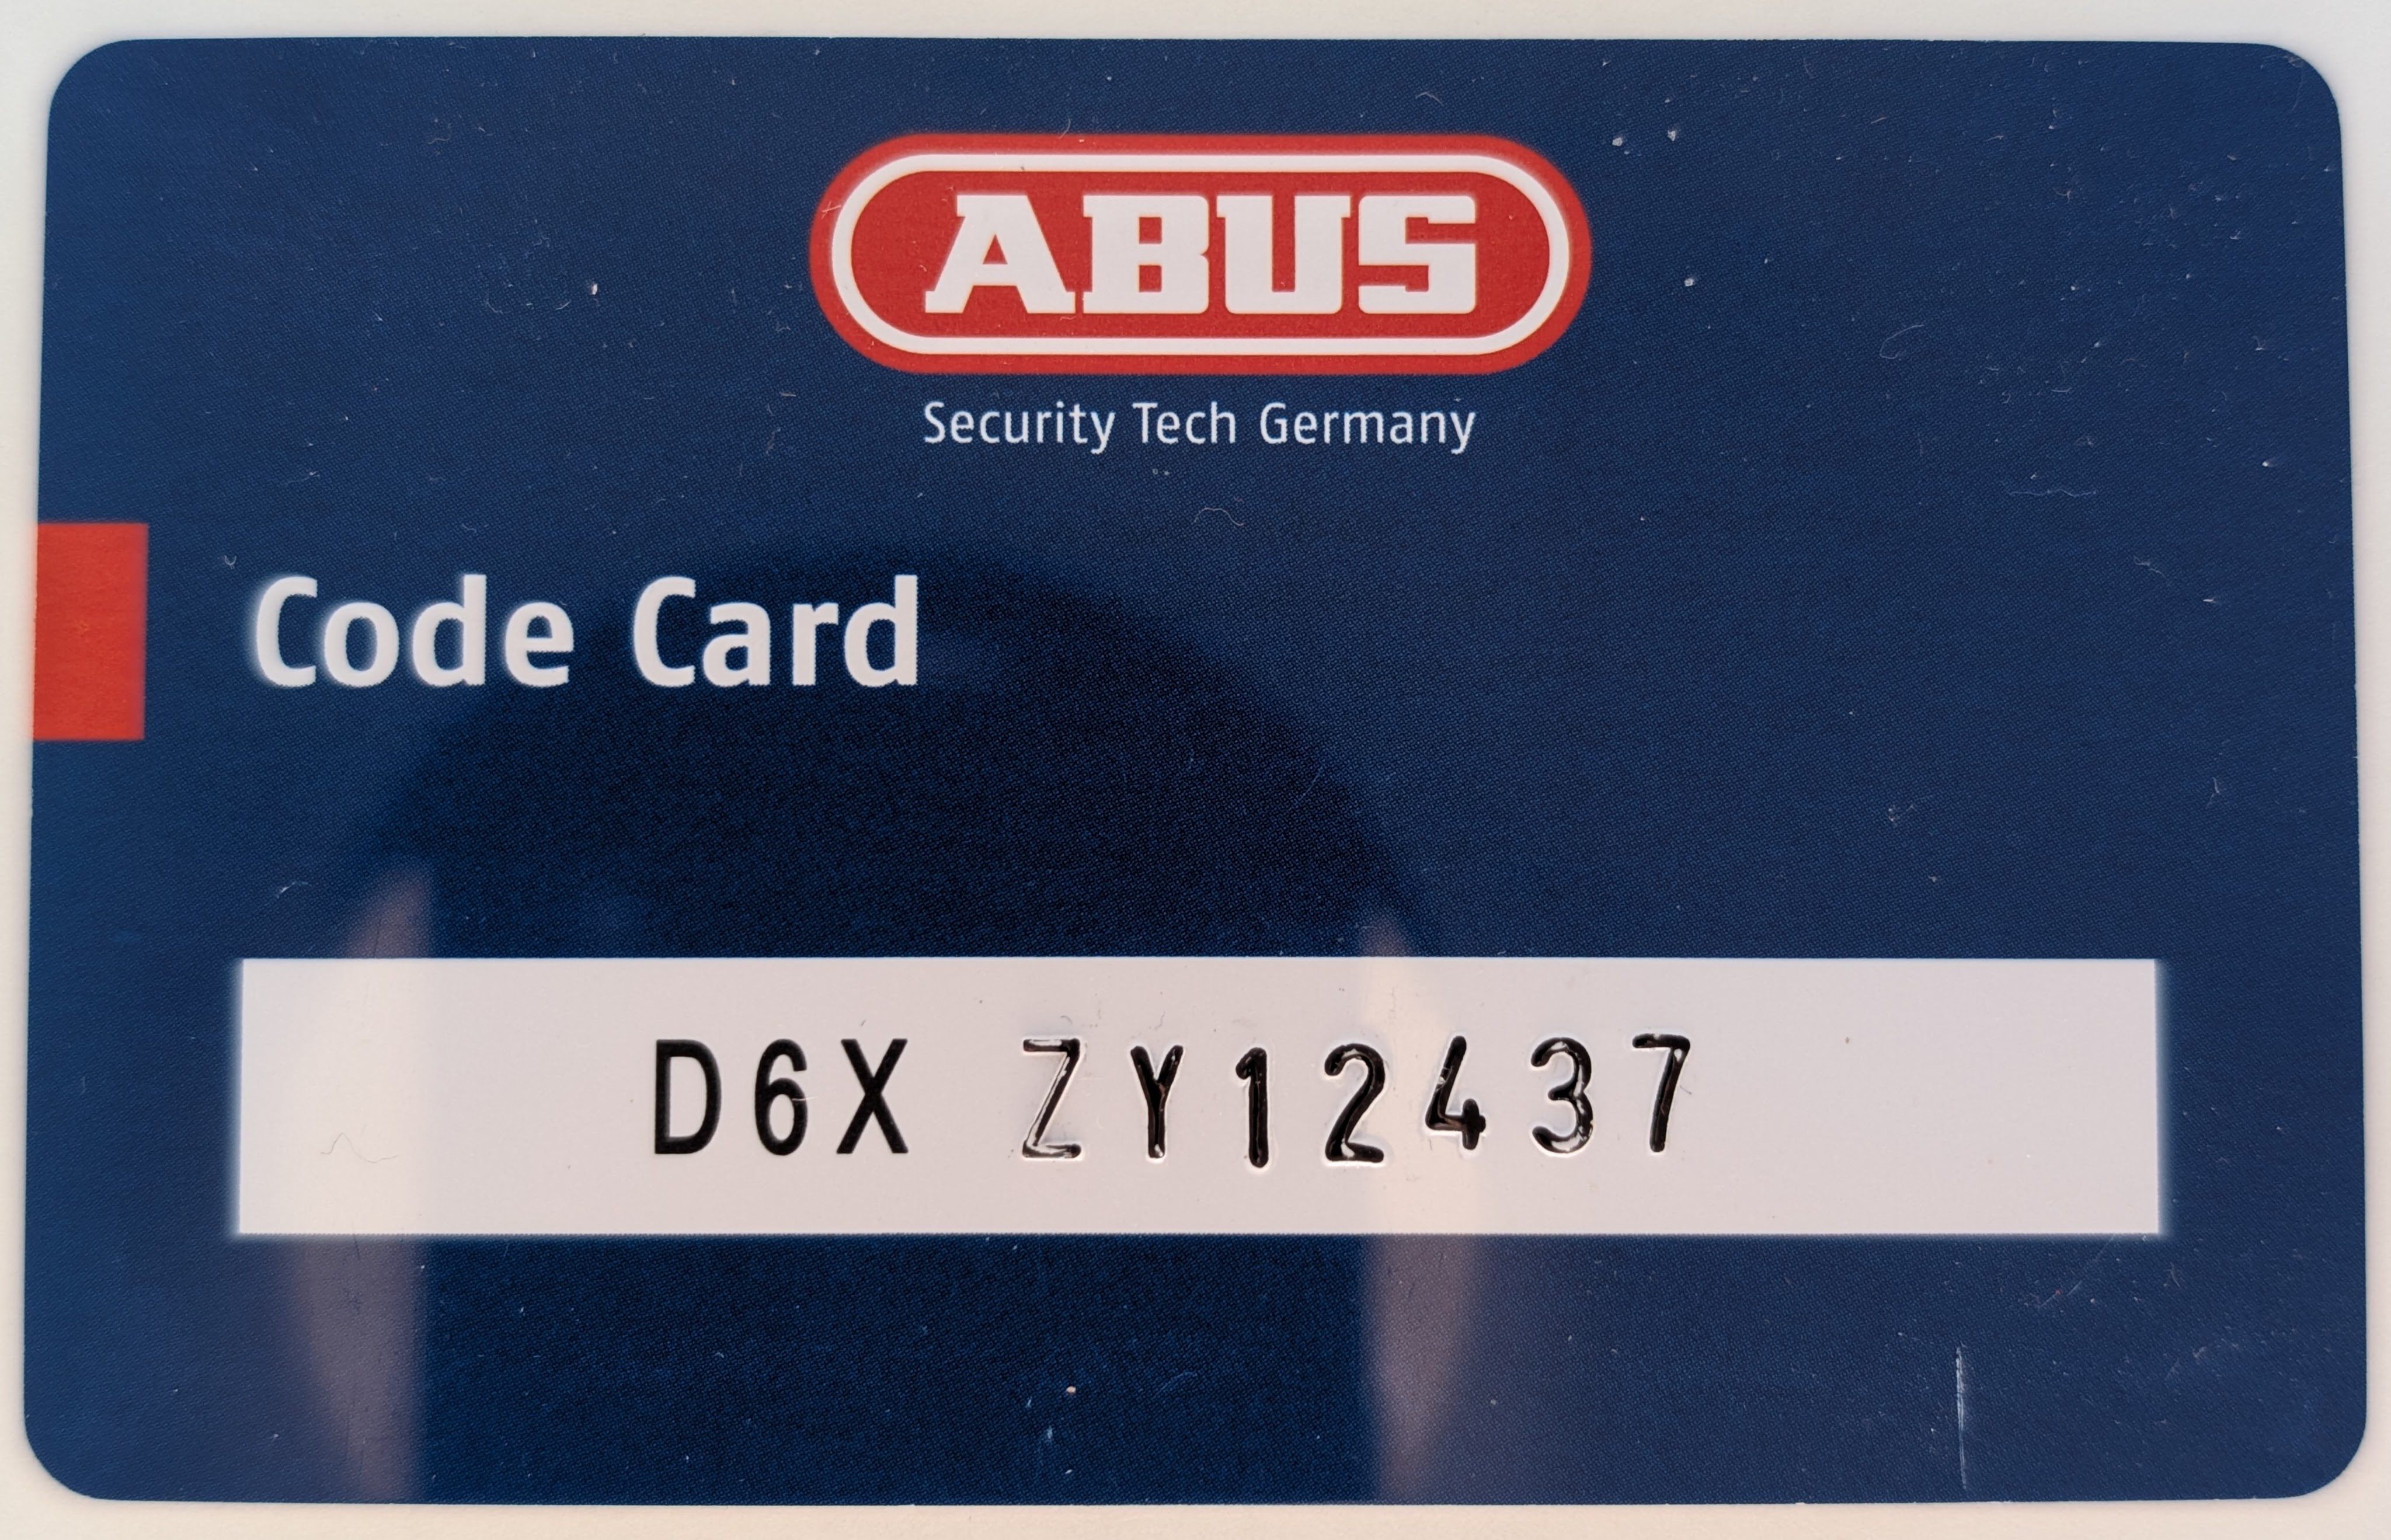 ABUS
Security Tech Germany
Code Card
D6X ZY12437